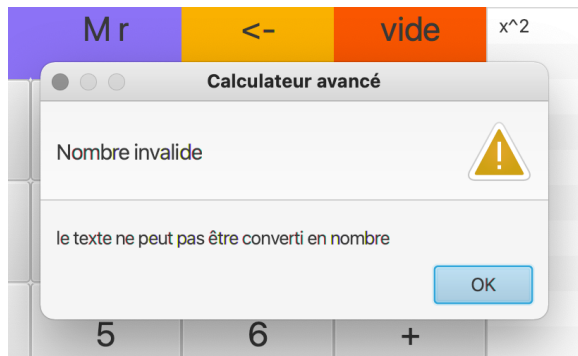 M r <- vide x^2
Calculateur avancé
Nombre invalide
le texte ne peut pas être converti en nombre
OK
5 6 +